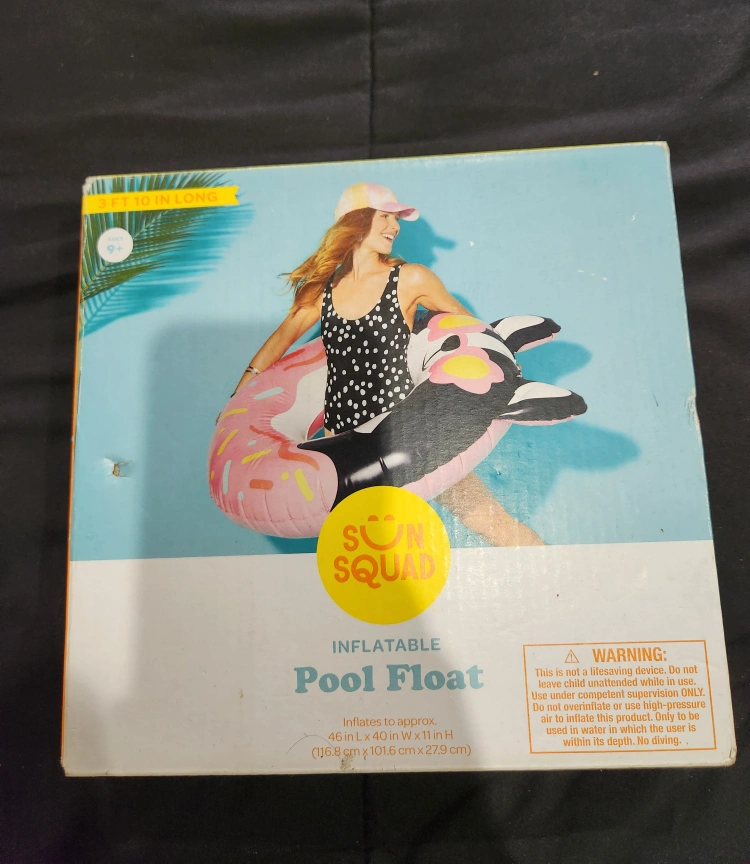 3 FT 10 IN LONG
AGES
9+
SUN
SQUAD
INFLATABLE
Pool Float
Inflates to approx.
46 in L x 40 in W x 11 in H
(116.8 cm x 101.6 cm x 27.9 cm)
⚠ WARNING:
This is not a lifesaving device. Do not
leave child unattended while in use.
Use under competent supervision ONLY.
Do not overinflate or use high-pressure
air to inflate this product. Only to be
used in water in which the user is
within its depth. No diving.